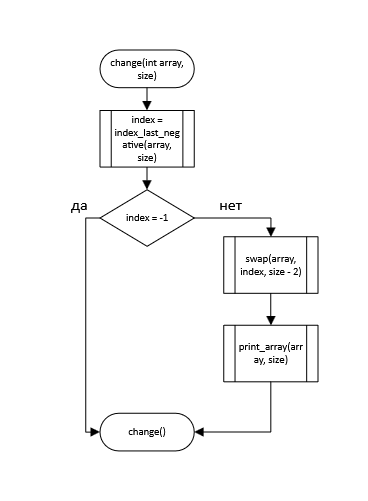 change(int array,
size)
index =
index_last_neg
ative(array,
size)
да
index = -1
нет
swap(array,
index, size - 2)
print_array(arr
ay, size)
change()